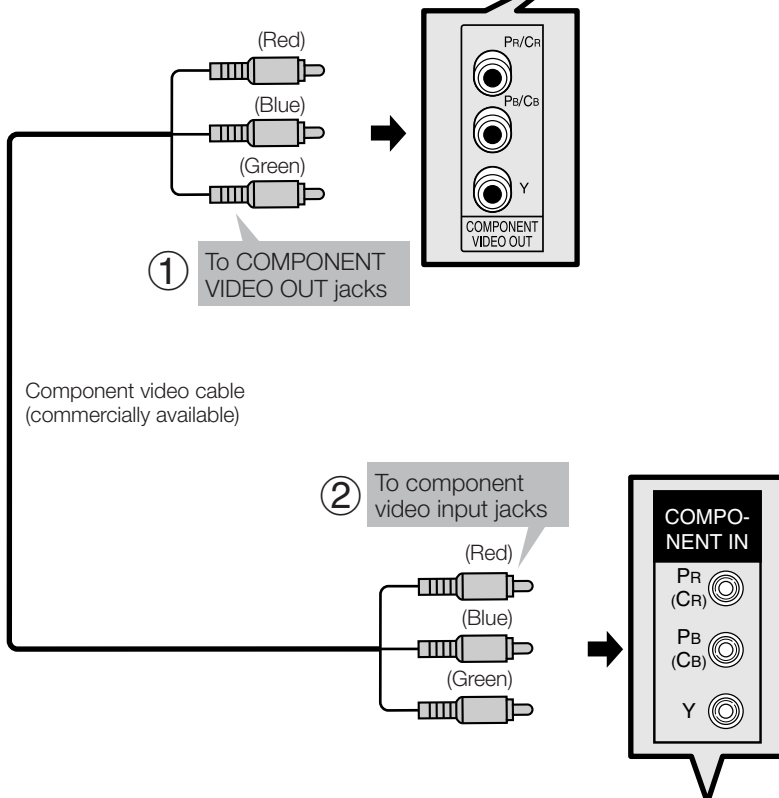 (Red)
(Blue)
(Green)
PR/CR
PB/CB
Y
COMPONENT
VIDEO OUT
① To COMPONENT
VIDEO OUT jacks
Component video cable
(commercially available)
② To component
video input jacks
(Red)
(Blue)
(Green)
COMPO-
NENT IN
PR
(CR)
PB
(CB)
Y